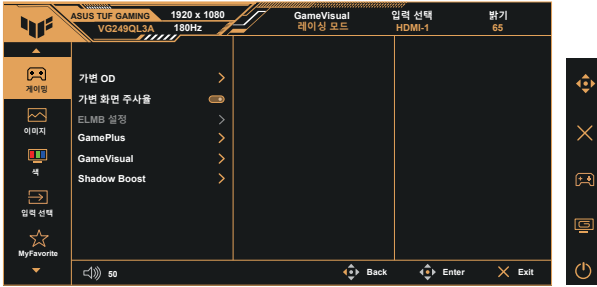 ASUS TUF GAMING 1920 x 1080 GameVisual 입력 선택 밝기
VG249QL3A 180Hz 레이싱 모드 HDMI-1 65
게이밍
이미지
색
입력 선택
MyFavorite
가변 OD
가변 화면 주사율
ELMB 설정
GamePlus
GameVisual
Shadow Boost
50 Back Enter Exit